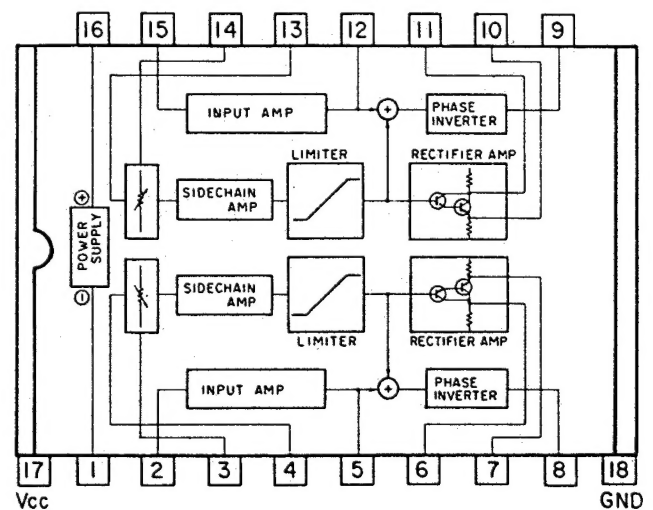 16 15 14 13 12 11 10 9
INPUT AMP
PHASE
INVERTER
LIMITER
RECTIFIER AMP
SIDECHAIN
AMP
⊕
POWER
SUPPLY
⊖
SIDECHAIN
AMP
LIMITER
RECTIFIER AMP
INPUT AMP
PHASE
INVERTER
17 1 2 3 4 5 6 7 8 18
Vcc GND